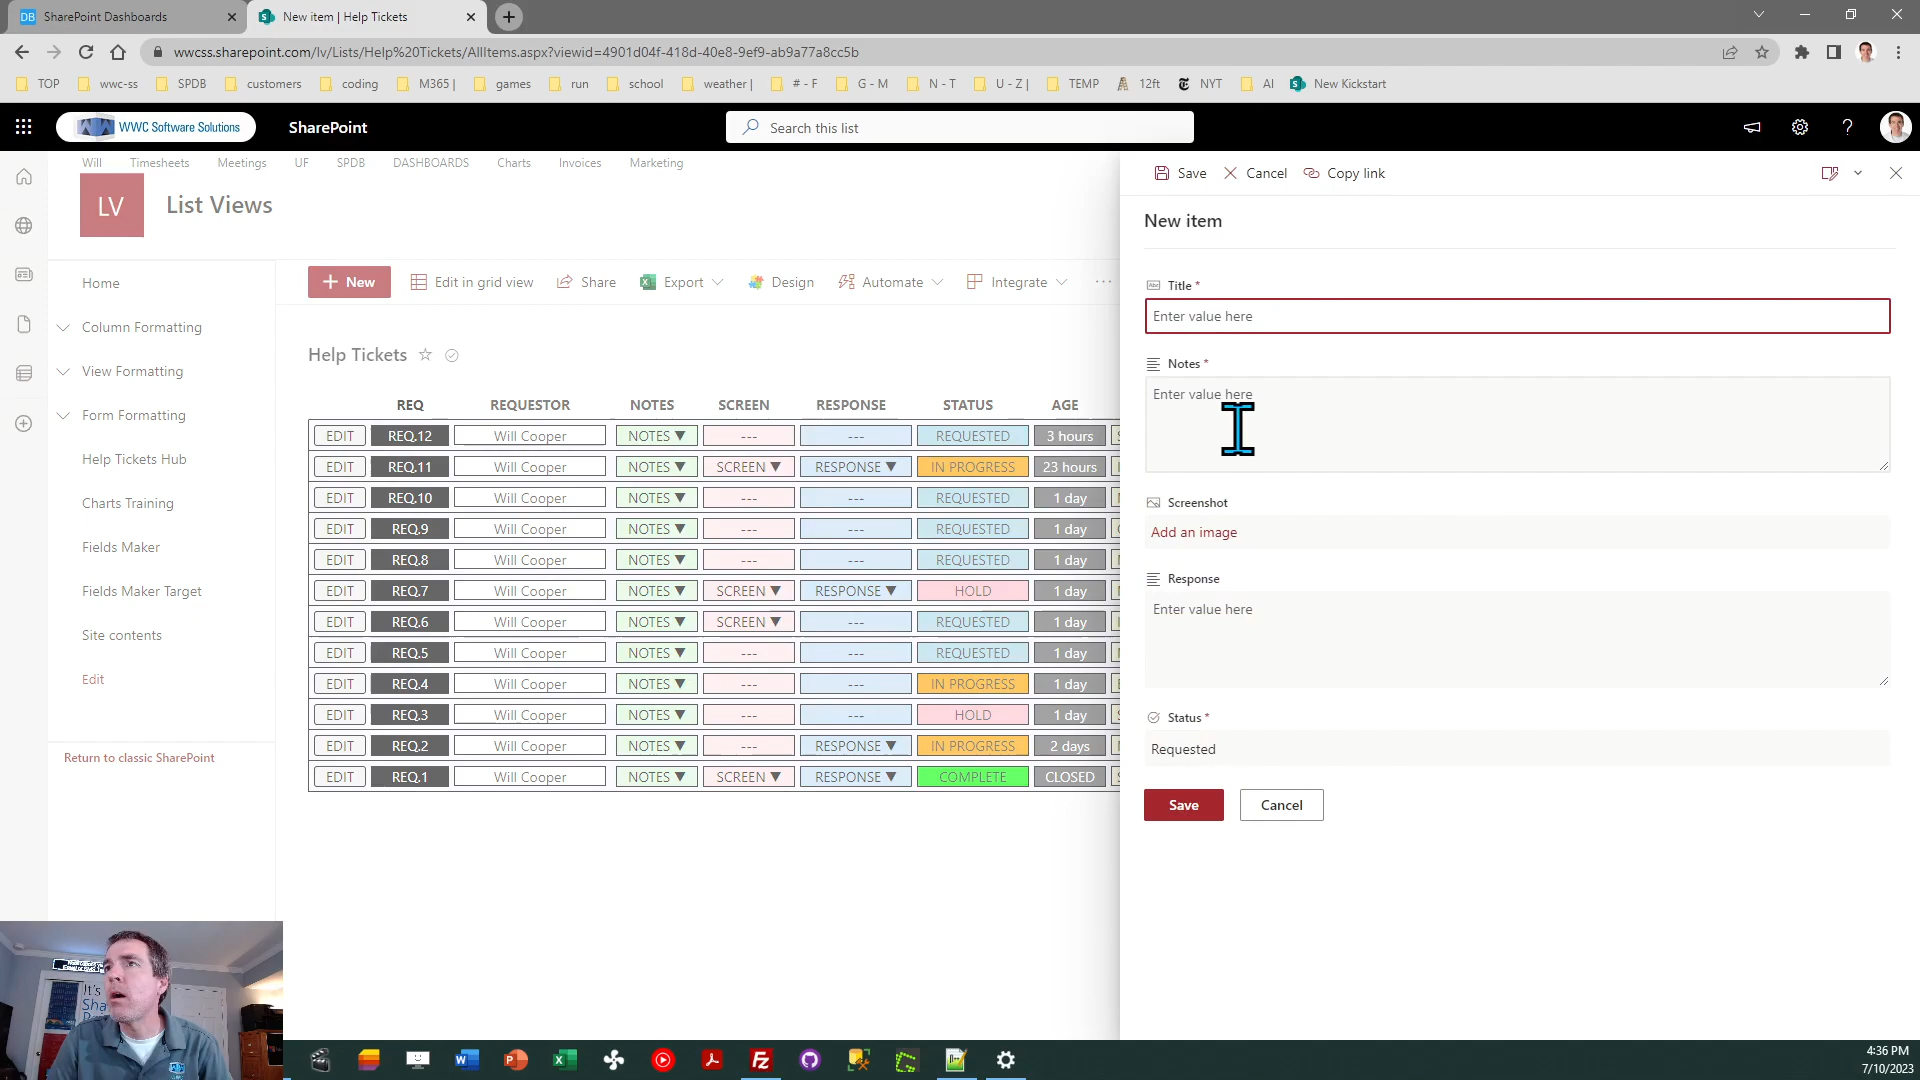 DB SharePoint Dashboards
S New item | Help Tickets
wwcss.sharepoint.com/lv/Lists/Help%20Tickets/AllItems.aspx?viewid=4901d04f-418d-40e8-9ef9-ab9a77a8cc5b
TOP wwc-ss SPDB customers coding M365 | games run school weather | # - F G - M N - T U - Z | TEMP 12ft NYT AI New Kickstart
WWC Software Solutions SharePoint Search this list
Will Timesheets Meetings UF SPDB DASHBOARDS Charts Invoices Marketing
LV List Views
Home
Column Formatting
View Formatting
Form Formatting
Help Tickets Hub
Charts Training
Fields Maker
Fields Maker Target
Site contents
Edit
Return to classic SharePoint
New Edit in grid view Share Export Design Automate Integrate ...
Help Tickets
REQ REQUESTOR NOTES SCREEN RESPONSE STATUS AGE
EDIT REQ.12 Will Cooper NOTES ▼ --- --- REQUESTED 3 hours
EDIT REQ.11 Will Cooper NOTES ▼ SCREEN ▼ RESPONSE ▼ IN PROGRESS 23 hours
EDIT REQ.10 Will Cooper NOTES ▼ --- --- REQUESTED 1 day
EDIT REQ.9 Will Cooper NOTES ▼ --- --- REQUESTED 1 day
EDIT REQ.8 Will Cooper NOTES ▼ --- --- REQUESTED 1 day
EDIT REQ.7 Will Cooper NOTES ▼ SCREEN ▼ RESPONSE ▼ HOLD 1 day
EDIT REQ.6 Will Cooper NOTES ▼ SCREEN ▼ --- REQUESTED 1 day
EDIT REQ.5 Will Cooper NOTES ▼ --- --- REQUESTED 1 day
EDIT REQ.4 Will Cooper NOTES ▼ --- --- IN PROGRESS 1 day
EDIT REQ.3 Will Cooper NOTES ▼ --- --- HOLD 1 day
EDIT REQ.2 Will Cooper NOTES ▼ --- RESPONSE ▼ IN PROGRESS 2 days
EDIT REQ.1 Will Cooper NOTES ▼ SCREEN ▼ RESPONSE ▼ COMPLETE CLOSED
Save Cancel Copy link
New item
Title *
Enter value here
Notes *
Enter value here
Screenshot
Add an image
Response
Enter value here
Status *
Requested
Save Cancel
It's
Sha
4:36 PM
7/10/2023